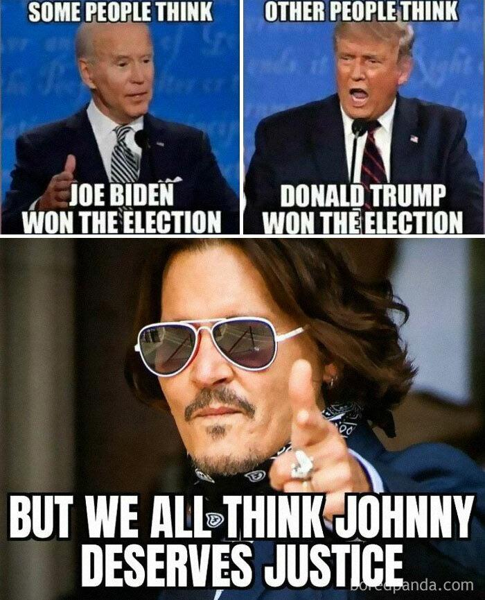 SOME PEOPLE THINK
JOE BIDEN
WON THE ELECTION
OTHER PEOPLE THINK
DONALD TRUMP
WON THE ELECTION
BUT WE ALL THINK JOHNNY
DESERVES JUSTICE
boredpanda.com